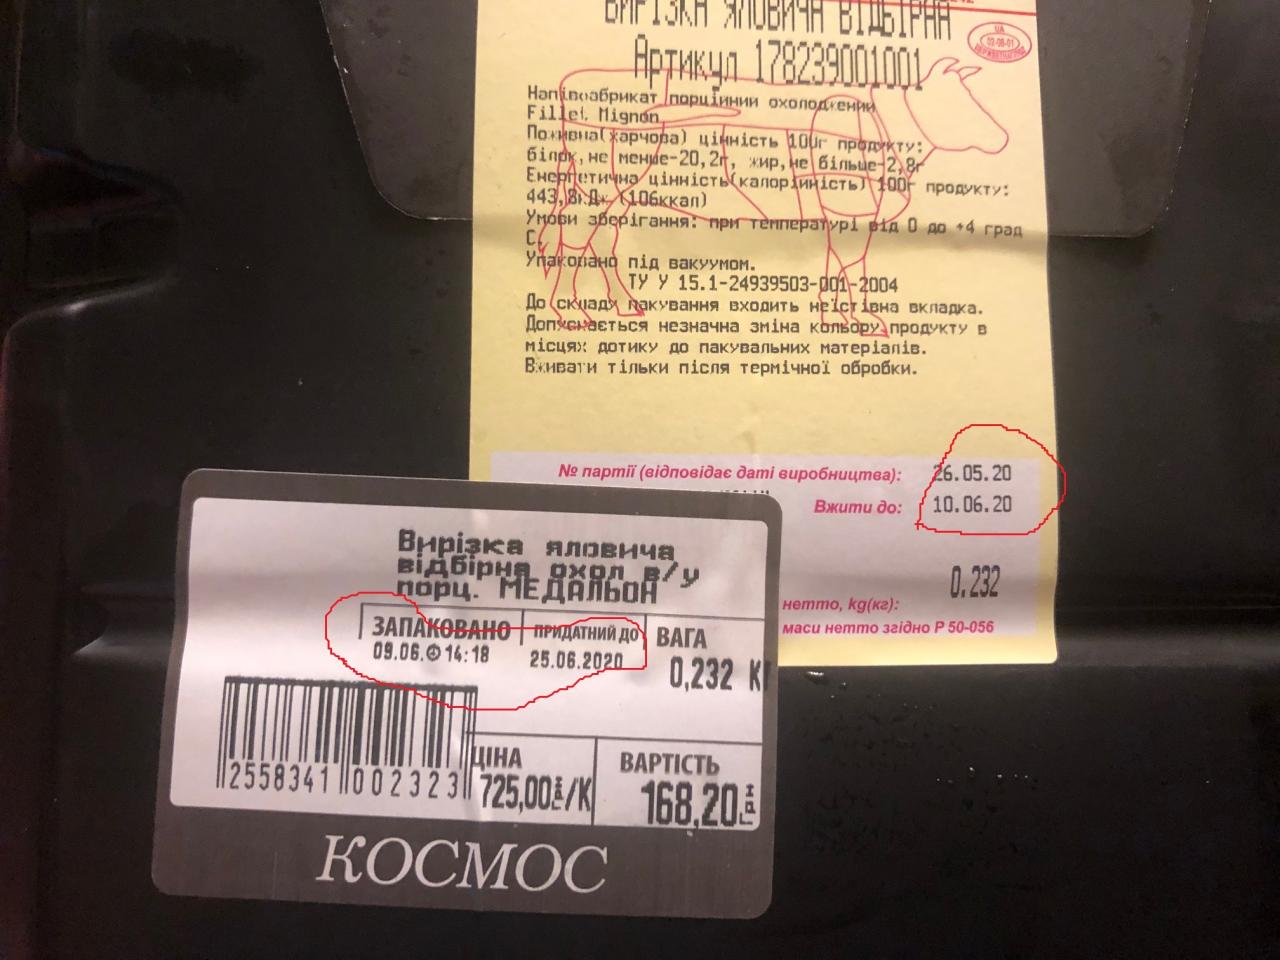 ВИРІЗКА ЯЛОВИЧА ВІДБІРНА
Артикул 178239001001
UA
Напівфабрикат порційний охолоджений
Fillet Mignon
Поживна(харчова) цінність 100г продукту:
білок,не менше-20,2г, жир,не більше-2,8г
Енергетична цінність(калорійність) 100г продукту:
443,8кДж (106ккал)
Умови зберігання: при температурі від 0 до +4 град
С.
Упаковано під вакуумом.
ТУ У 15.1-24939503-001-2004
До складу пакування входить неїстівна вкладка.
Допускається незначна зміна кольору продукту в
місцях дотику до пакувальних матеріалів.
Вживати тільки після термічної обробки.
№ партії (відповідає даті виробництва): 26.05.20
Вжити до: 10.06.20
0.232
нетто, kg(кг):
маси нетто згідно Р 50-056
Вирізка яловича
відбірна охол в/у
порц. МЕДАЛЬОН
ЗАПАКОВАНО ПРИДАТНИЙ ДО ВАГА
09.06. 14:18 25.06.2020 0,232 К
2558341 002323
ЦІНА ВАРТІСТЬ
725,00 /К 168,20
КОСМОС